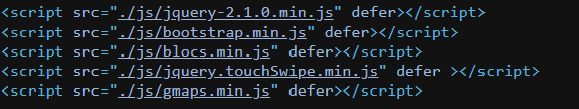 <script src="./js/jquery-2.1.0.min.js" defer></script>
<script src="./js/bootstrap.min.js" defer></script>
<script src="./js/blocs.min.js" defer></script>
<script src="./js/jquery.touchSwipe.min.js" defer ></script>
<script src="./js/gmaps.min.js" defer></script>